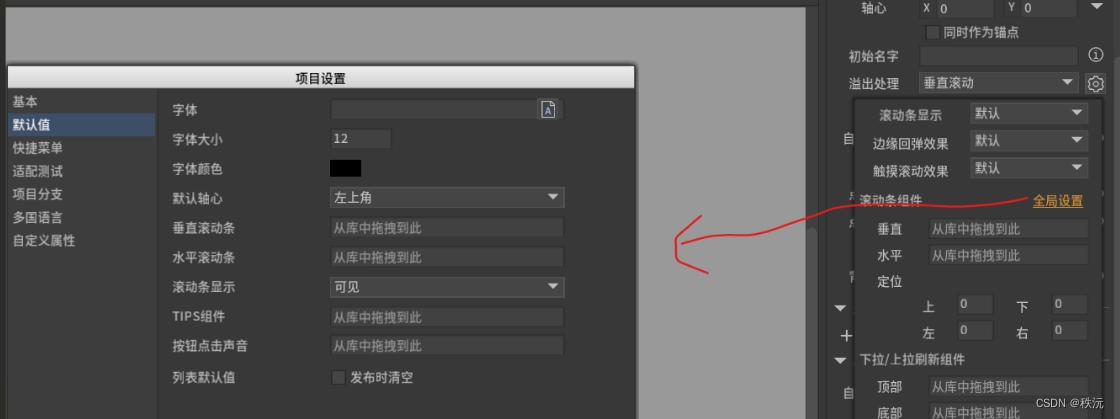 项目设置
基本
默认值
快捷菜单
适配测试
项目分支
多国语言
自定义属性
字体
A
字体大小
12
字体颜色
默认轴心
左上角
垂直滚动条
从库中拖拽到此
水平滚动条
从库中拖拽到此
滚动条显示
可见
TIPS组件
从库中拖拽到此
按钮点击声音
从库中拖拽到此
列表默认值
发布时清空
轴心
X 0
Y 0
同时作为锚点
初始名字
溢出处理
垂直滚动
滚动条显示
默认
边缘回弹效果
默认
触摸滚动效果
默认
滚动条组件
全局设置
垂直
从库中拖拽到此
水平
从库中拖拽到此
定位
上 0
下 0
左 0
右 0
下拉/上拉刷新组件
顶部
从库中拖拽到此
底部
从库中拖拽到此
CSDN @秩沅